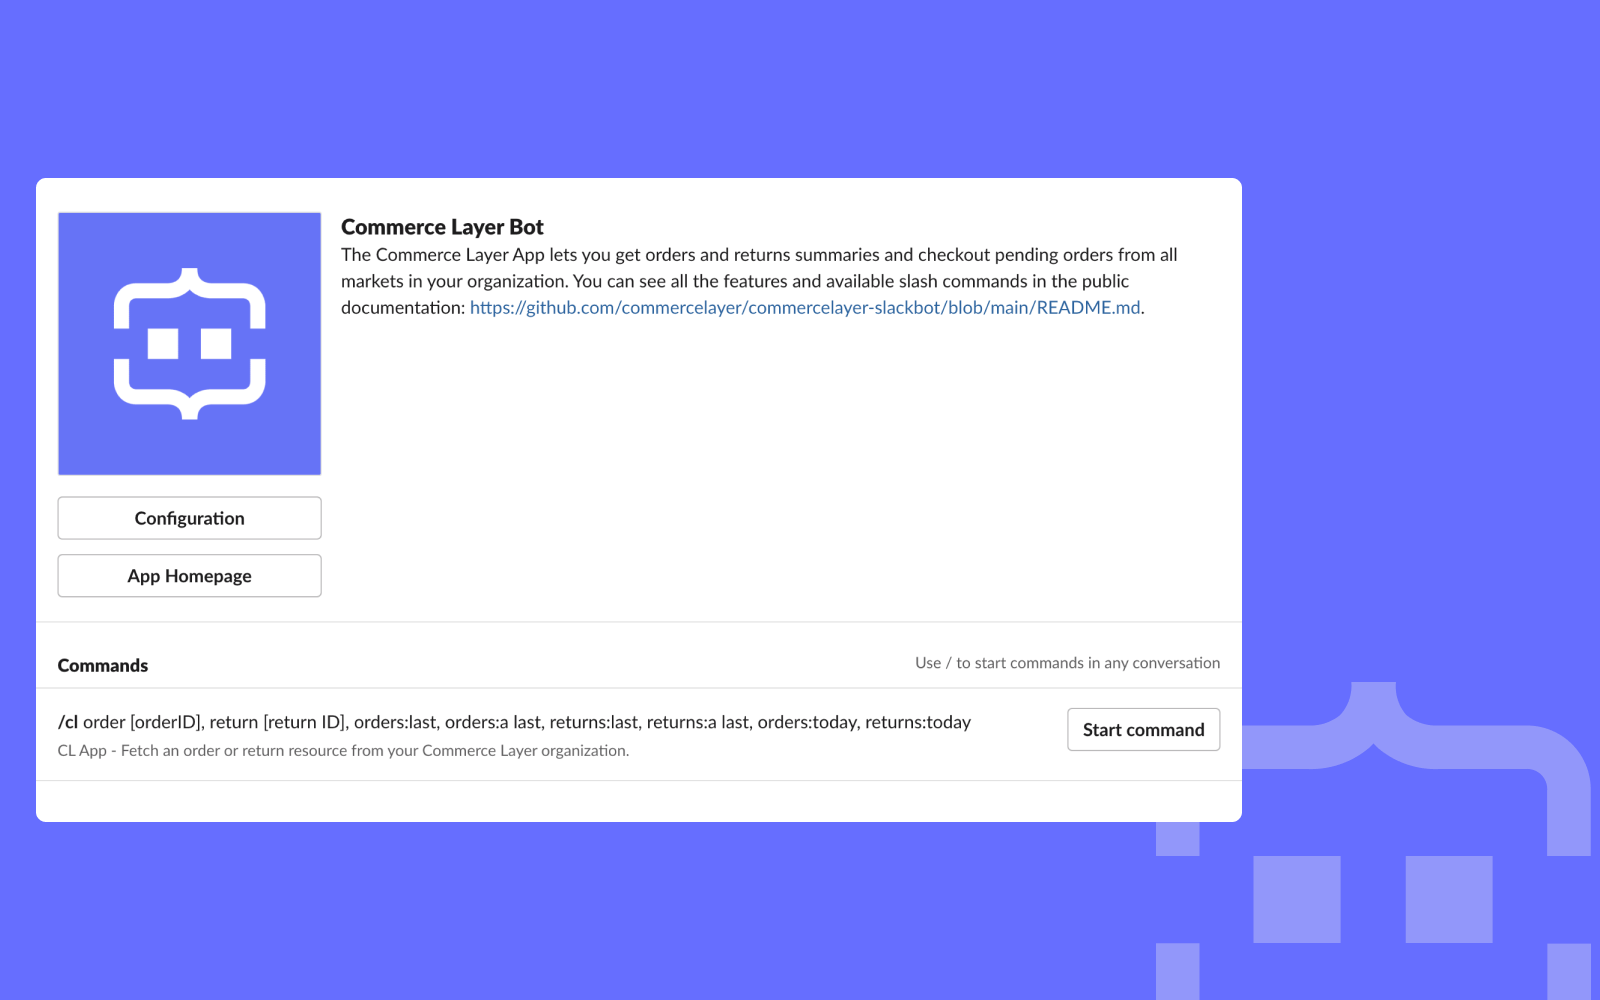 Commerce Layer Bot
The Commerce Layer App lets you get orders and returns summaries and checkout pending orders from all
markets in your organization. You can see all the features and available slash commands in the public
documentation: https://github.com/commercelayer/commercelayer-slackbot/blob/main/README.md.
Configuration
App Homepage
Commands
Use / to start commands in any conversation
/cl order [orderID], return [return ID], orders:last, orders:a last, returns:last, returns:a last, orders:today, returns:today
Start command
CL App - Fetch an order or return resource from your Commerce Layer organization.